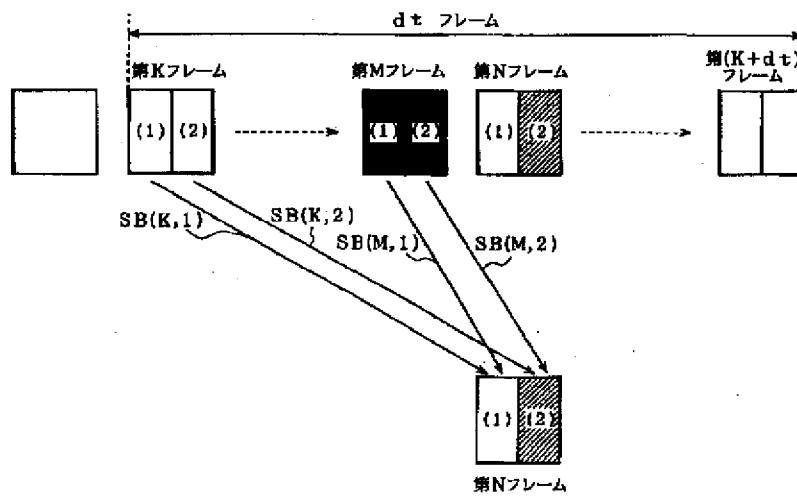 dt フレーム
第Kフレーム
第Mフレーム
第Nフレーム
第(K+dt)
フレーム
(1)
(2)
(1)
(2)
(1)
(2)
SB(K,1)
SB(K,2)
SB(M,1)
SB(M,2)
(1)
(2)
第Nフレーム